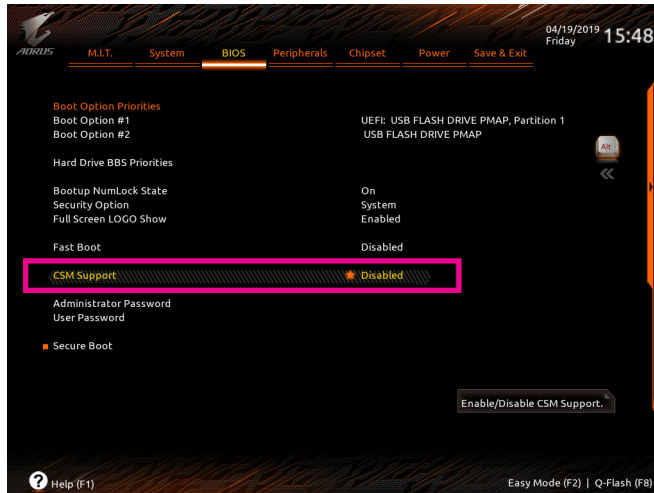 04/19/2019
Friday
15:48
AORUS
M.I.T. System BIOS Peripherals Chipset Power Save & Exit
Boot Option Priorities
Boot Option #1 UEFI: USB FLASH DRIVE PMAP, Partition 1
Boot Option #2 USB FLASH DRIVE PMAP
Alt
Hard Drive BBS Priorities
Bootup NumLock State On
Security Option System
Full Screen LOGO Show Enabled
Fast Boot Disabled
CSM Support Disabled
Administrator Password
User Password
Secure Boot
Enable/Disable CSM Support.
? Help (F1) Easy Mode (F2) | Q-Flash (F8)